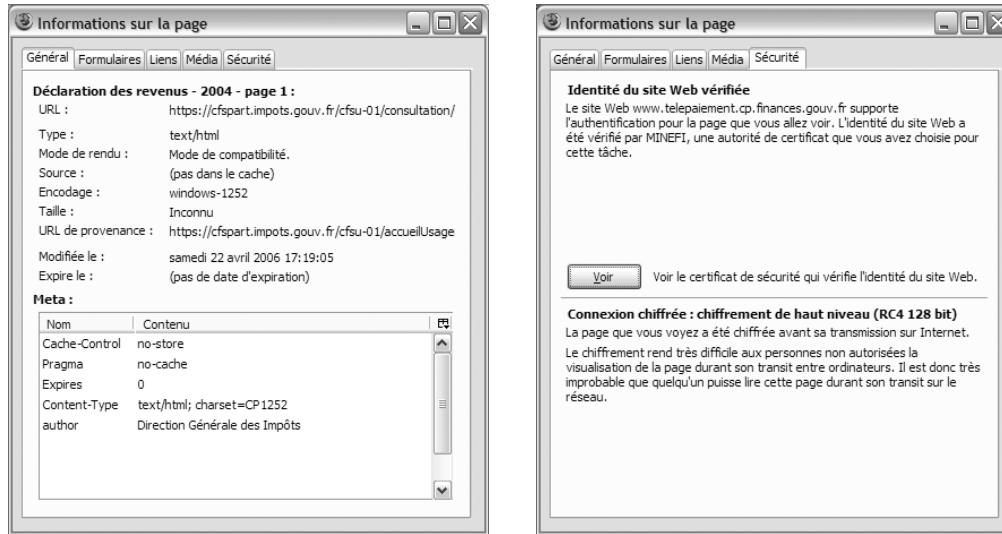 Informations sur la page
Général Formulaires Liens Média Sécurité
Déclaration des revenus - 2004 - page 1 :
URL : https://cfspart.impots.gouv.fr/cfsu-01/consultation/
Type : text/html
Mode de rendu : Mode de compatibilité.
Source : (pas dans le cache)
Encodage : windows-1252
Taille : Inconnu
URL de provenance : https://cfspart.impots.gouv.fr/cfsu-01/accueilUsage
Modifiée le : samedi 22 avril 2006 17:19:05
Expire le : (pas de date d'expiration)
Meta :
Nom Contenu
Cache-Control no-store
Pragma no-cache
Expires 0
Content-Type text/html; charset=CP1252
author Direction Générale des Impôts
Informations sur la page
Général Formulaires Liens Média Sécurité
Identité du site Web vérifiée
Le site Web www.telepaiement.cp.finances.gouv.fr supporte
l'authentification pour la page que vous allez voir. L'identité du site Web a
été vérifié par MINEFI, une autorité de certificat que vous avez choisie pour
cette tâche.
Voir Voir le certificat de sécurité qui vérifie l'identité du site Web.
Connexion chiffrée : chiffrement de haut niveau (RC4 128 bit)
La page que vous voyez a été chiffrée avant sa transmission sur Internet.
Le chiffrement rend très difficile aux personnes non autorisées la
visualisation de la page durant son transit entre ordinateurs. Il est donc très
improbable que quelqu'un puisse lire cette page durant son transit sur le
réseau.